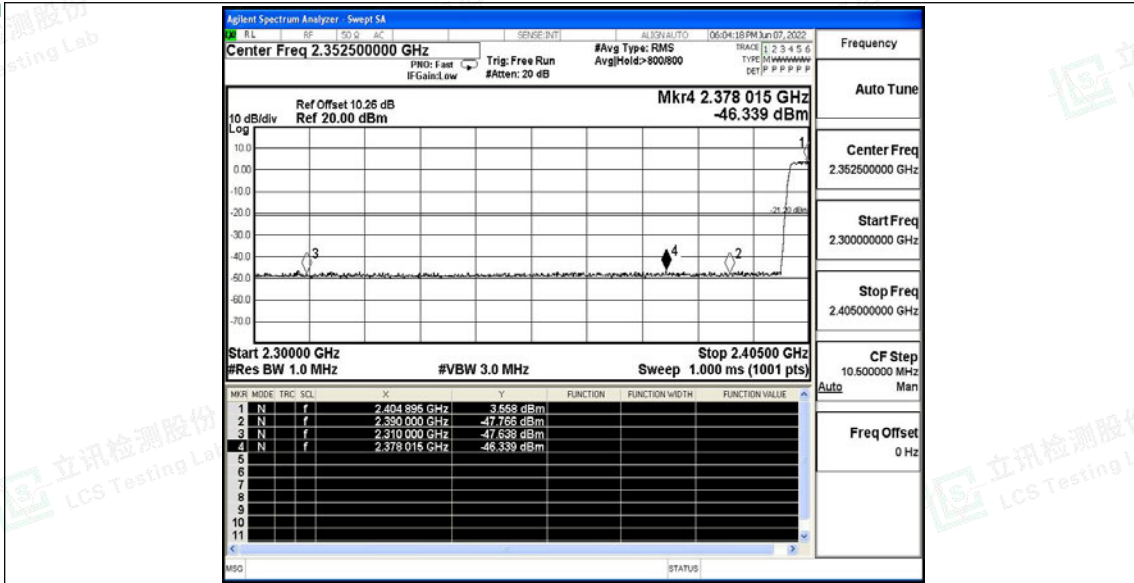 Agilent Spectrum Analyzer - Swept SA
RL RF 50 Ω AC SENSE:INT ALIGNAUTO 06:04:18 PM Jun 07, 2022
Center Freq 2.352500000 GHz
PNO: Fast
IFGain:Low
Trig: Free Run
#Atten: 20 dB
#Avg Type: RMS
Avg|Hold:>800/800
TRACE 1 2 3 4 5 6
TYPE M W W W W W
DET P P P P P P
Frequency
Ref Offset 10.26 dB
10 dB/div Ref 20.00 dBm
Log
Mkr4 2.378 015 GHz
-46.339 dBm
10.0
0.00
-10.0
-20.0
-30.0
-40.0
-50.0
-60.0
-70.0
1
-21.20 dBm
3
4
2
Start 2.30000 GHz Stop 2.40500 GHz
#Res BW 1.0 MHz #VBW 3.0 MHz Sweep 1.000 ms (1001 pts)
MKR MODE TRC SCL X Y FUNCTION FUNCTION WIDTH FUNCTION VALUE
1 N f 2.404 895 GHz 3.558 dBm
2 N f 2.390 000 GHz -47.766 dBm
3 N f 2.310 000 GHz -47.638 dBm
4 N f 2.378 015 GHz -46.339 dBm
5
6
7
8
9
10
11
MSG STATUS
Auto Tune
Center Freq
2.352500000 GHz
Start Freq
2.300000000 GHz
Stop Freq
2.405000000 GHz
CF Step
10.500000 MHz
Auto Man
Freq Offset
0 Hz
立讯检测股份
LCS Testing Lab